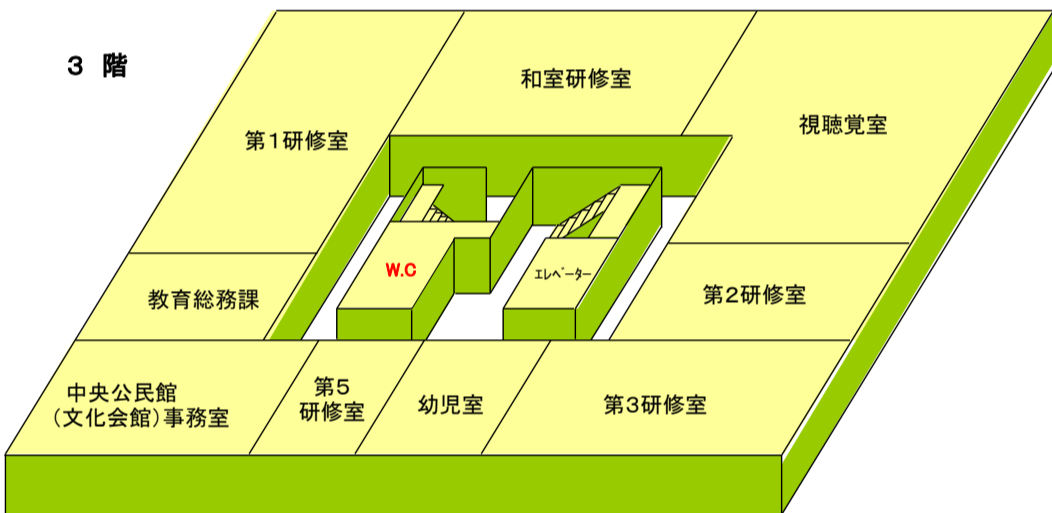 3 階
和室研修室
視聴覚室
第1研修室
W.C
エレベーター
教育総務課
第2研修室
中央公民館
(文化会館)事務室
第5
研修室
幼児室
第3研修室